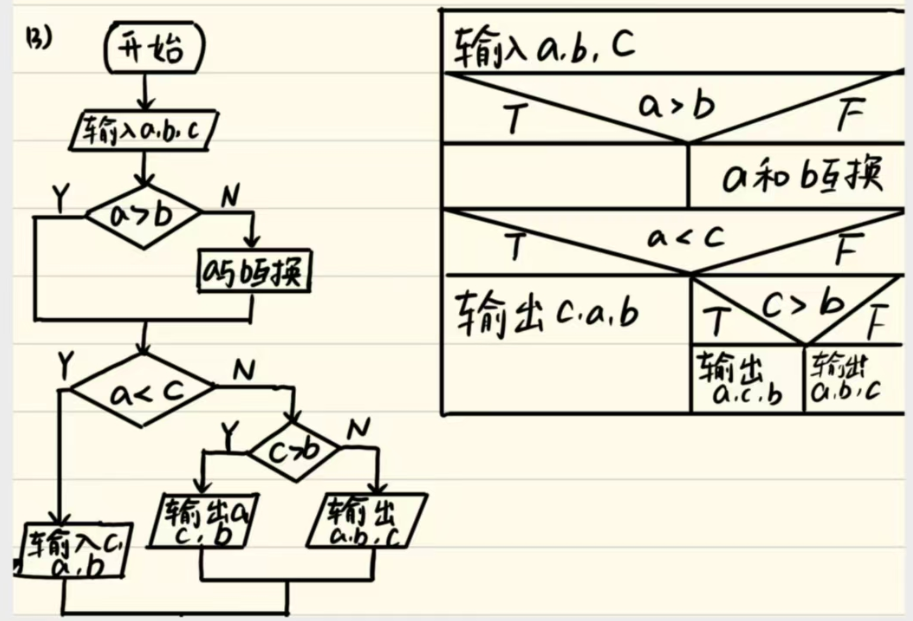 (3)
开始
输入a.b.c
Y
a>b
N
a与b互换
Y
a<c
N
Y
c>b
N
输入c.
a.b
输出a
c.b
输出
a.b.c
输入a.b.c
T
a>b
F
a和b互换
T
a<c
F
输出c.a.b
T
c>b
F
输出
a.c.b
输出
a.b.c